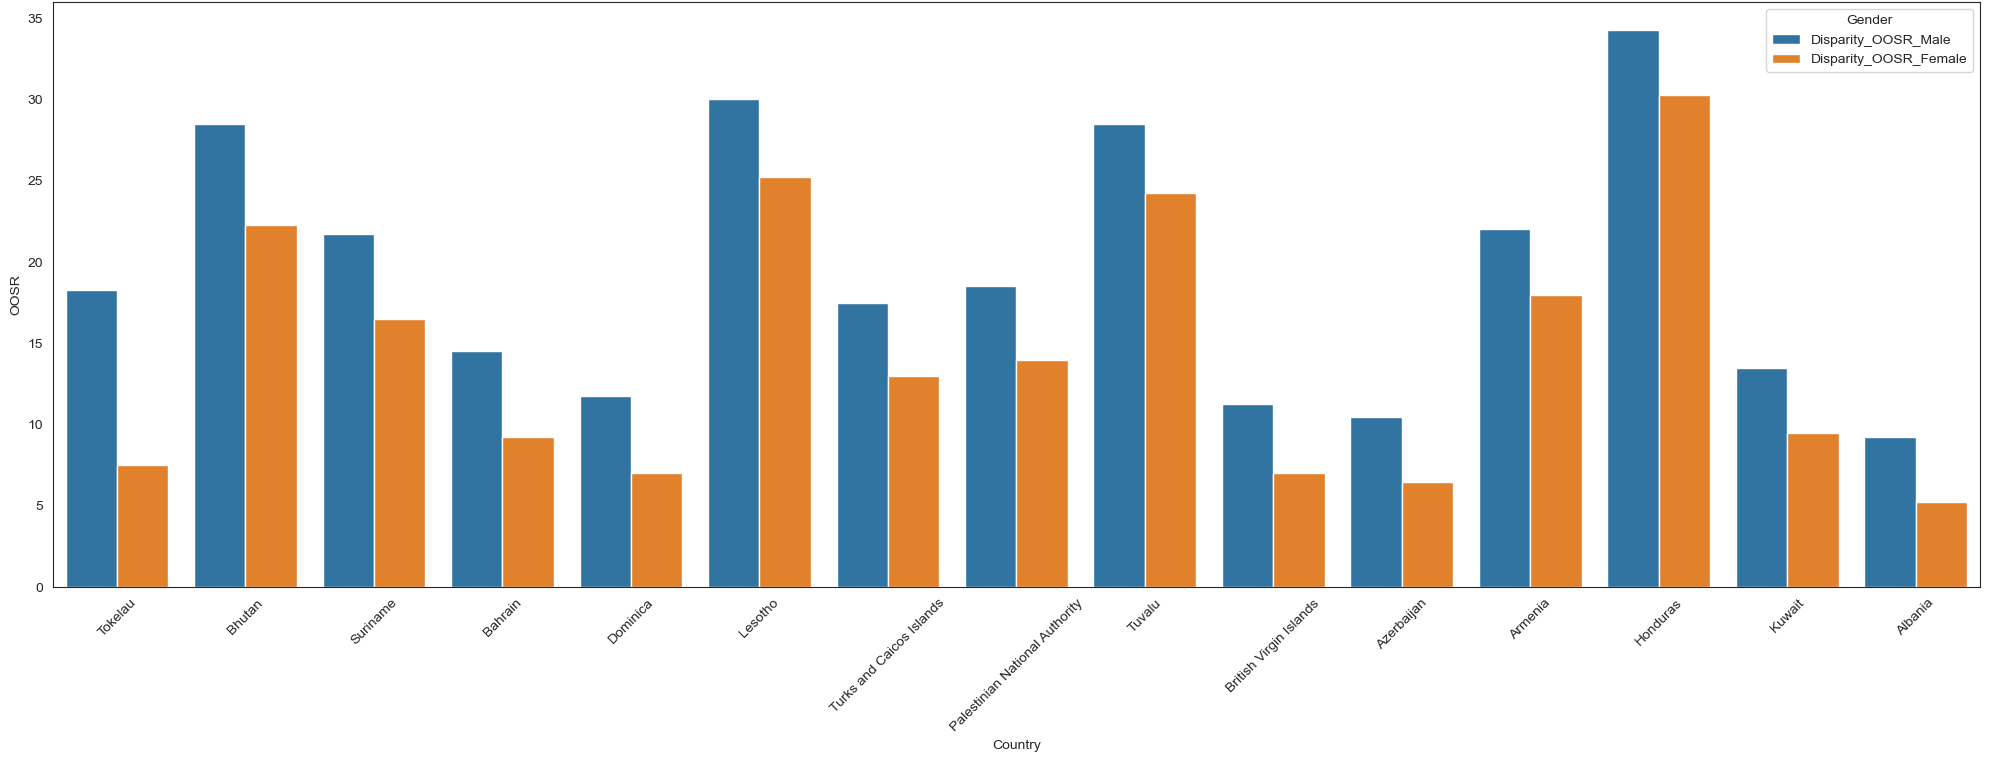 35
30
25
20
15
10
5
0
OOSR
Gender
Disparity_OOSR_Male
Disparity_OOSR_Female
Tokelau
Bhutan
Suriname
Bahrain
Dominica
Lesotho
Turks and Caicos Islands
Palestinian National Authority
Tuvalu
British Virgin Islands
Azerbaijan
Armenia
Honduras
Kuwait
Albania
Country